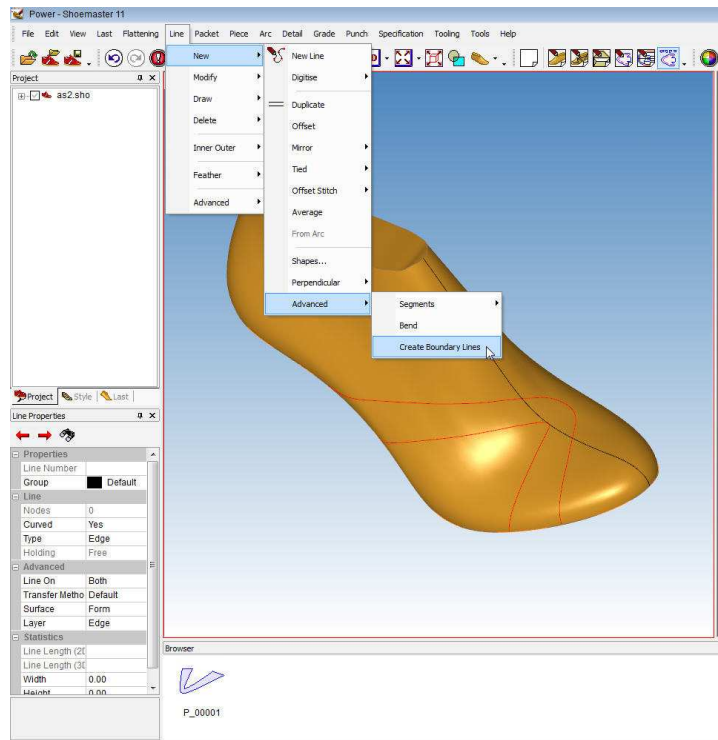 Power - Shoemaster 11
File Edit View Last Flattening Line Packet Piece Arc Detail Grade Punch Specification Tooling Tools Help
Project
as2.sho
New
Modify
Draw
Delete
Inner Outer
Feather
Advanced
New Line
Digitise
Duplicate
Offset
Mirror
Tied
Offset Stitch
Average
From Arc
Shapes...
Perpendicular
Advanced
Segments
Bend
Create Boundary Lines
Project Style Last
Line Properties
Properties
Line Number
Group Default
Line
Nodes 0
Curved Yes
Type Edge
Holding Free
Advanced
Line On Both
Transfer Metho Default
Surface Form
Layer Edge
Statistics
Line Length (2D
Line Length (3D
Width 0.00
Height 0.00
Browser
P_00001